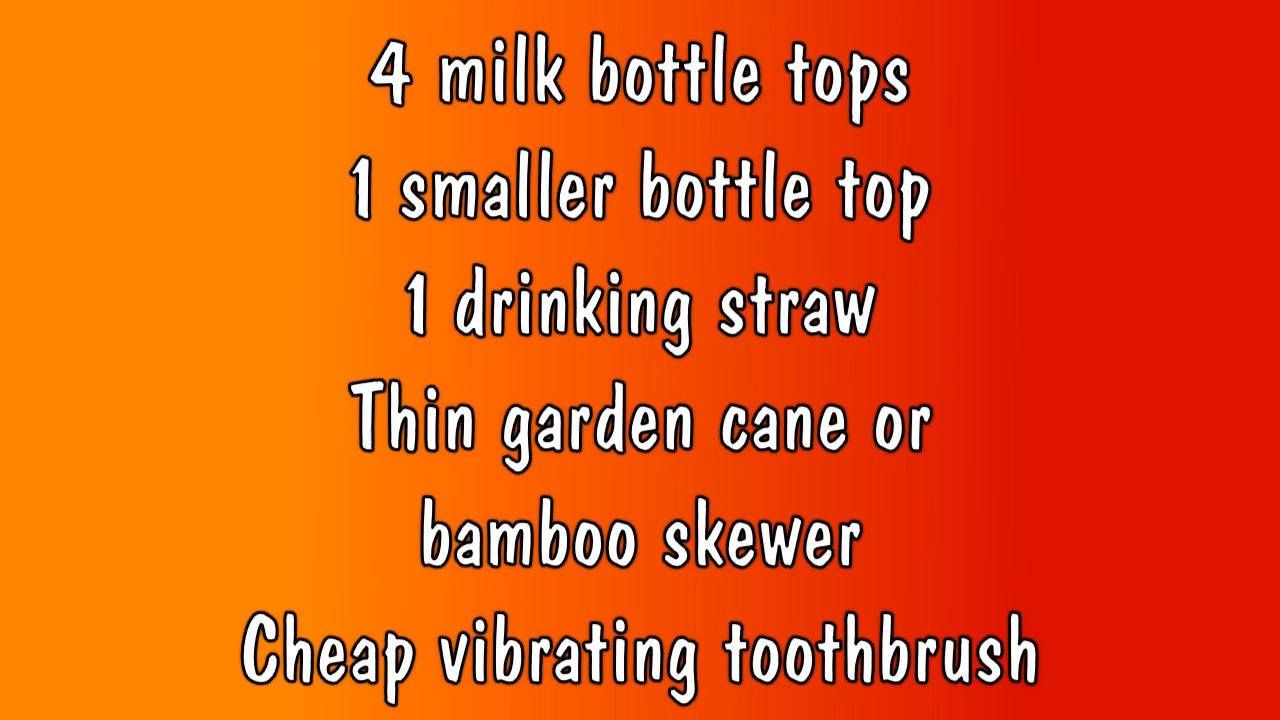 4 milk bottle tops
1 smaller bottle top
1 drinking straw
Thin garden cane or
bamboo skewer
Cheap vibrating toothbrush